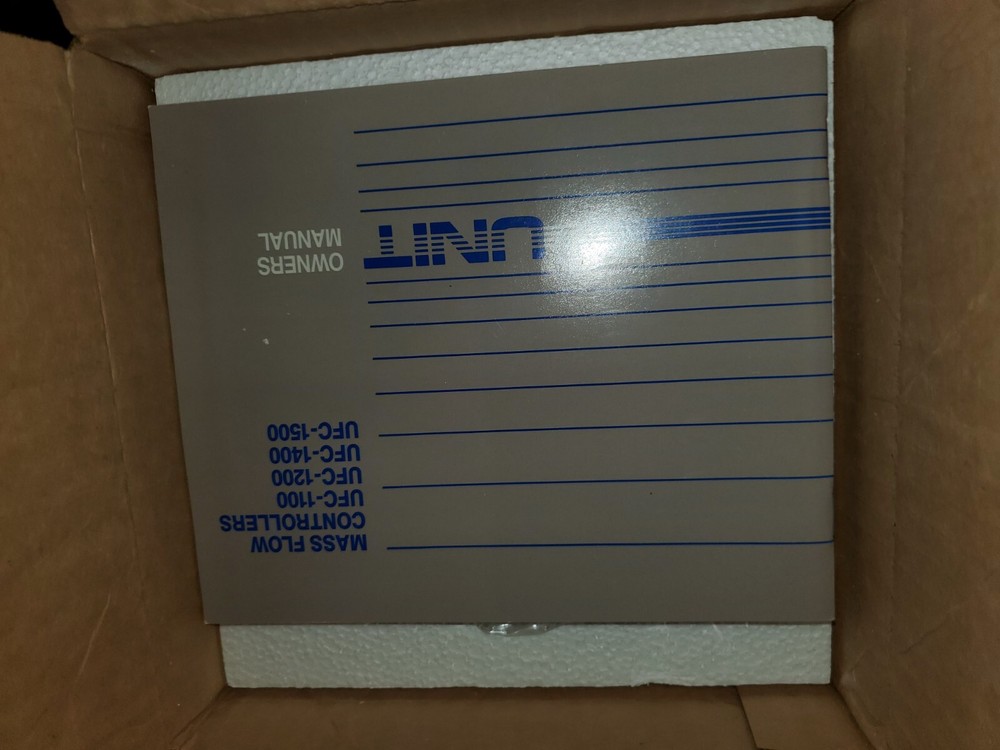 MASS FLOW
CONTROLLERS
UFC-1100
UFC-1200
UFC-1400
UFC-1500
OWNERS
MANUAL
UNIT